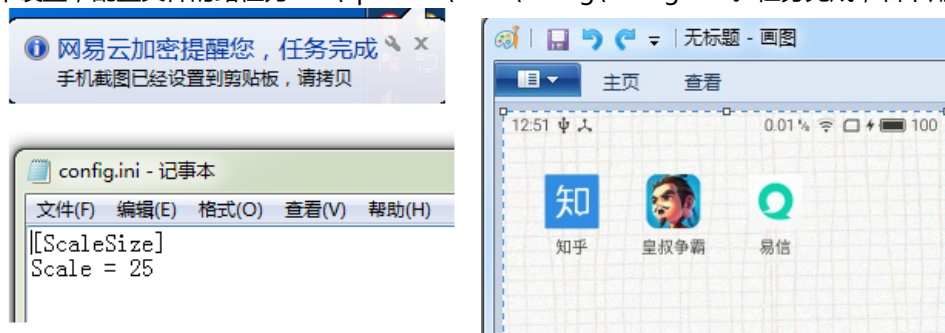 网易云加密提醒您，任务完成
手机截图已经设置到剪贴板，请拷贝
config.ini - 记事本
文件(F) 编辑(E) 格式(O) 查看(V) 帮助(H)
[ScaleSize]
Scale = 25
无标题 - 画图
主页 查看
12:51 0.01 % 100
知
知乎 皇叔争霸 易信